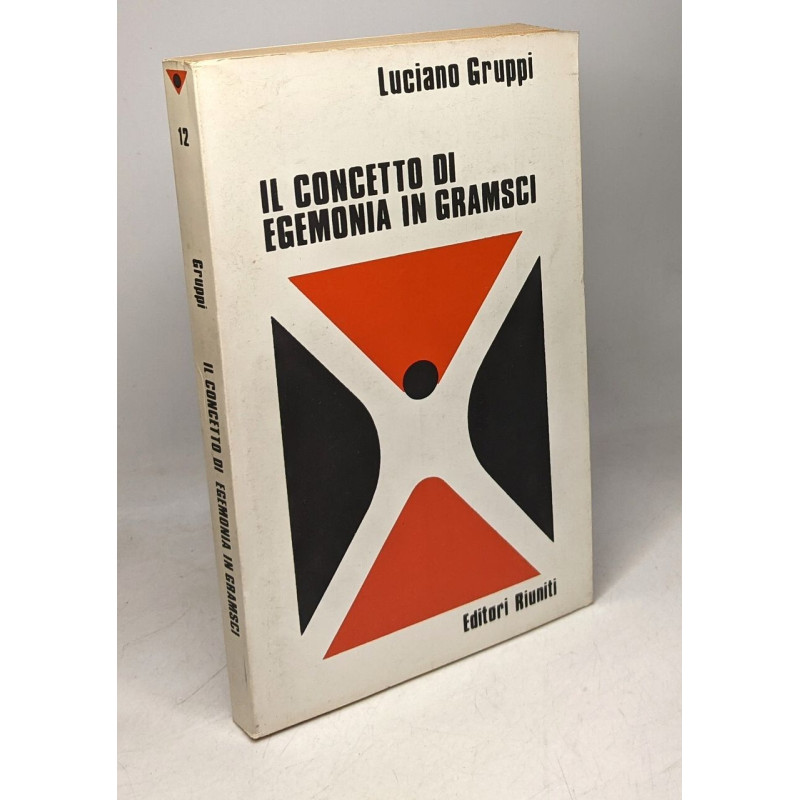 Luciano Gruppi
IL CONCETTO DI
EGEMONIA IN GRAMSCI
Editori Riuniti
12
Gruppi
IL CONCETTO DI EGEMONIA IN GRAMSCI